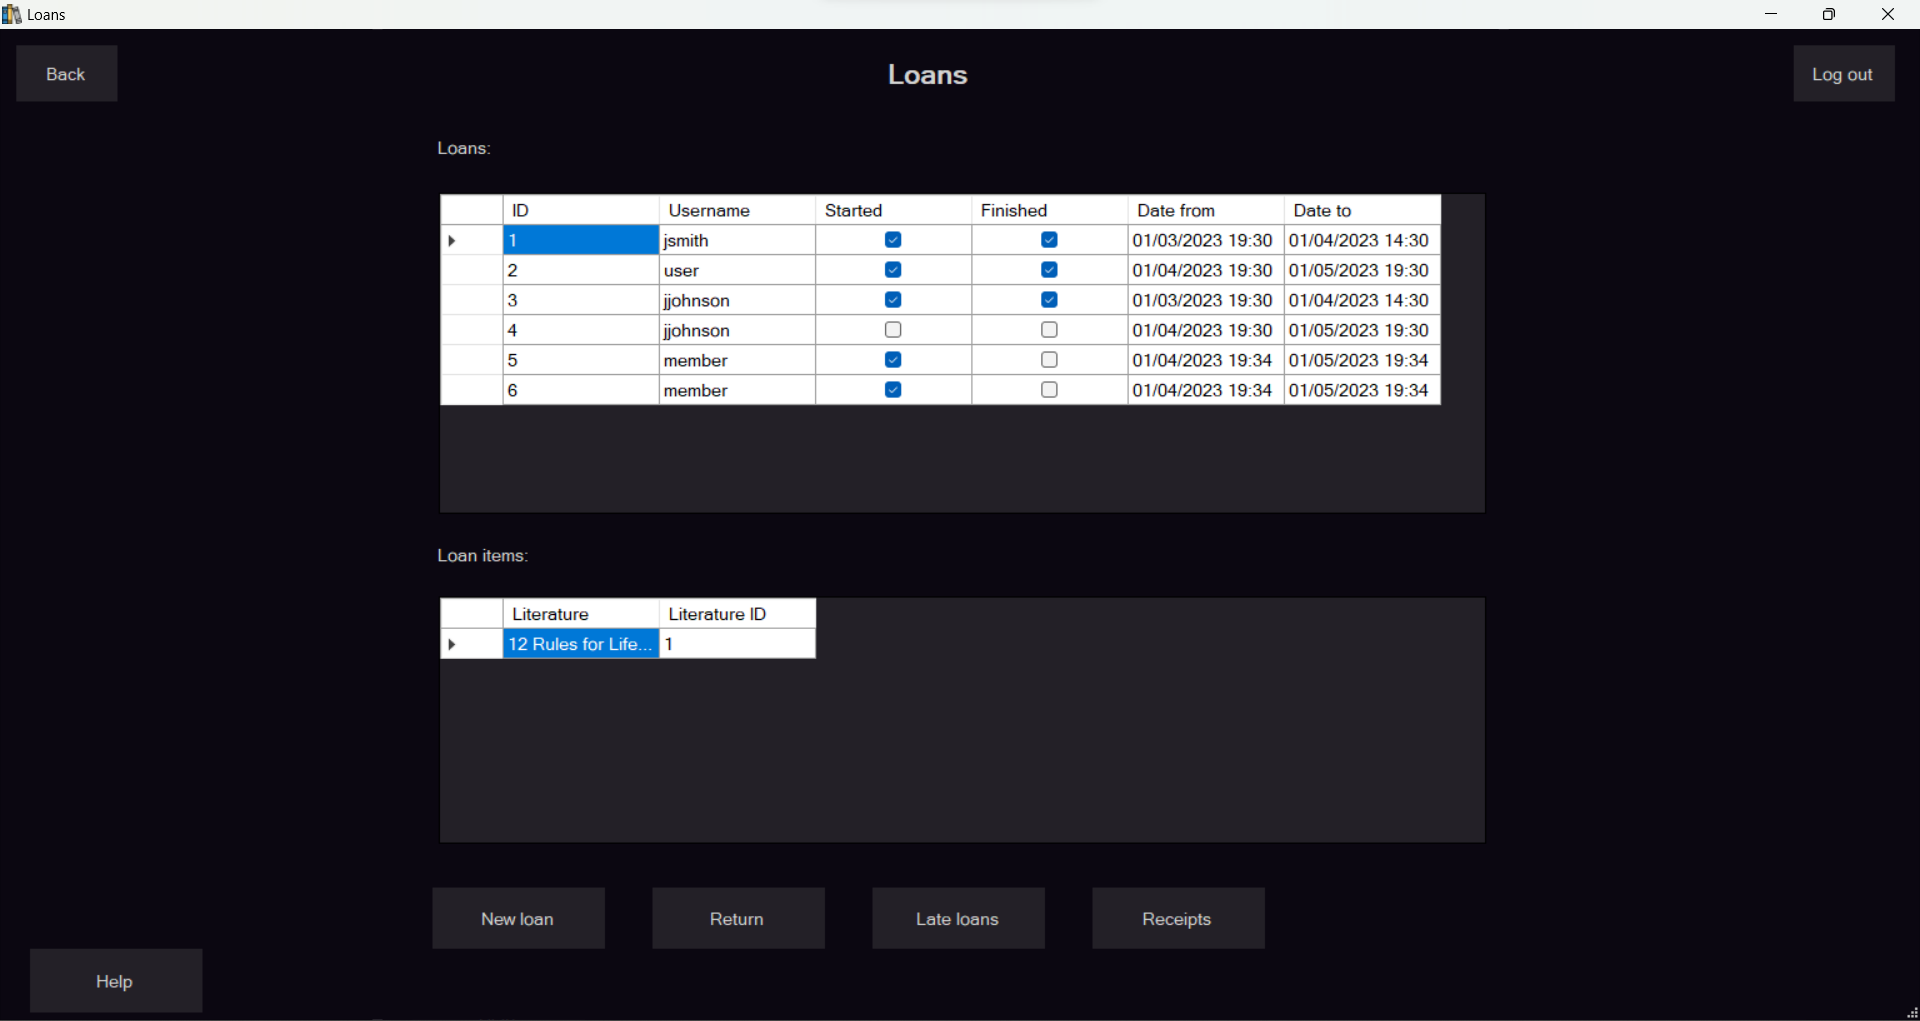 Loans
Back
Loans
Log out
Loans:
ID Username Started Finished Date from Date to
1 jsmith 01/03/2023 19:30 01/04/2023 14:30
2 user 01/04/2023 19:30 01/05/2023 19:30
3 jjohnson 01/03/2023 19:30 01/04/2023 14:30
4 jjohnson 01/04/2023 19:30 01/05/2023 19:30
5 member 01/04/2023 19:34 01/05/2023 19:34
6 member 01/04/2023 19:34 01/05/2023 19:34
Loan items:
Literature Literature ID
12 Rules for Life... 1
New loan Return Late loans Receipts
Help